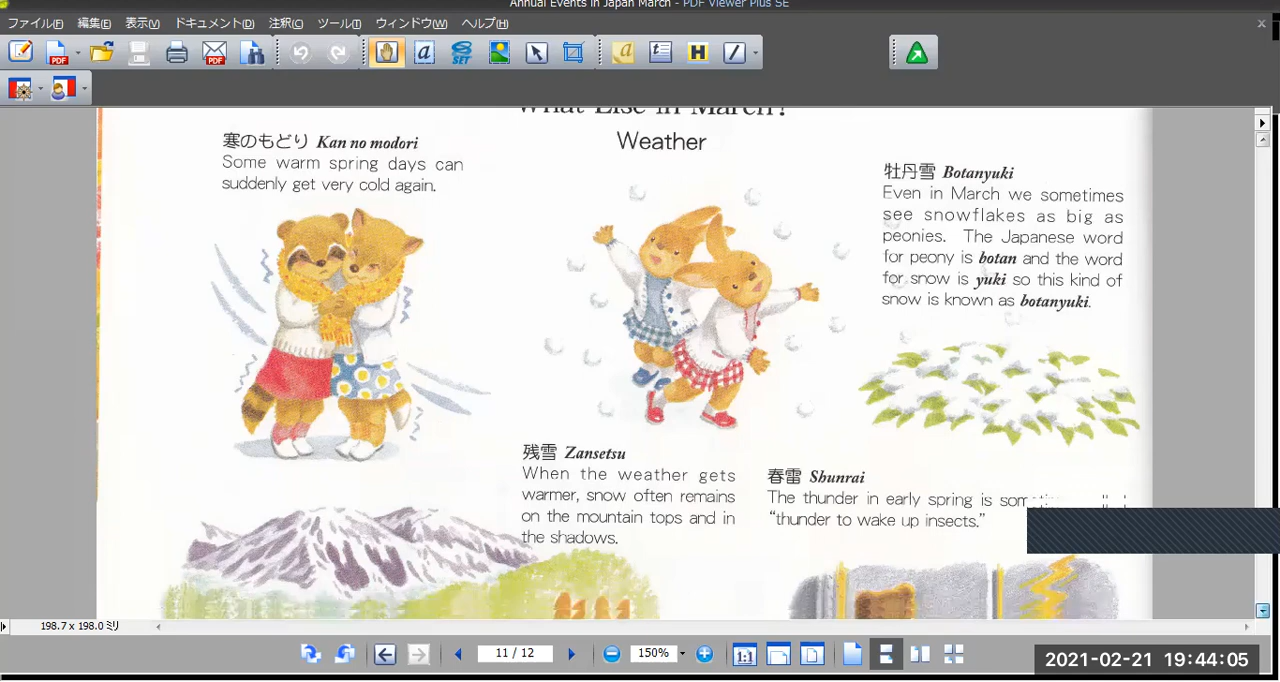 Annual Events in Japan March - PDF Viewer Plus SE
ファイル(F) 編集(E) 表示(V) ドキュメント(D) 注釈(C) ツール(T) ウィンドウ(W) ヘルプ(H)
What Else in March?
Weather
寒のもどり Kan no modori
Some warm spring days can
suddenly get very cold again.
牡丹雪 Botanyuki
Even in March we sometimes
see snowflakes as big as
peonies. The Japanese word
for peony is botan and the word
for snow is yuki so this kind of
snow is known as botanyuki.
残雪 Zansetsu
When the weather gets
warmer, snow often remains
on the mountain tops and in
the shadows.
春雷 Shunrai
The thunder in early spring is
"thunder to wake up insects."
198.7 x 198.0 ミリ
11 / 12
150%
1:1
2021-02-21 19:44:05